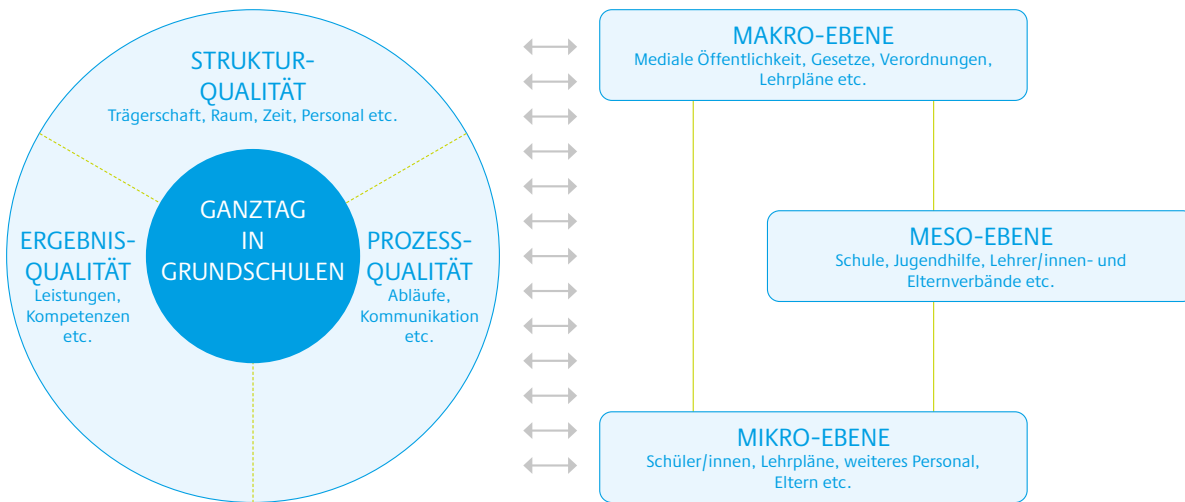 STRUKTUR-
QUALITÄT
Trägerschaft, Raum, Zeit, Personal etc.
GANZTAG
IN
GRUNDSCHULEN
ERGEBNIS-
QUALITÄT
Leistungen,
Kompetenzen
etc.
PROZESS-
QUALITÄT
Abläufe,
Kommunikation
etc.
MAKRO-EBENE
Mediale Öffentlichkeit, Gesetze, Verordnungen,
Lehrpläne etc.
MESO-EBENE
Schule, Jugendhilfe, Lehrer/innen- und
Elternverbände etc.
MIKRO-EBENE
Schüler/innen, Lehrpläne, weiteres Personal,
Eltern etc.